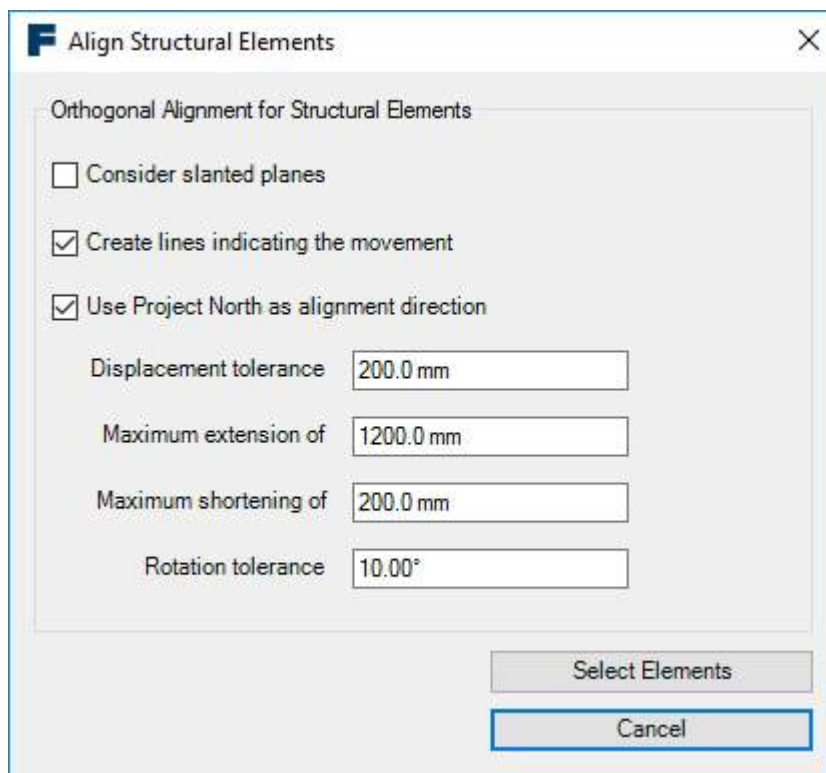 Align Structural Elements
Orthogonal Alignment for Structural Elements
Consider slanted planes
Create lines indicating the movement
Use Project North as alignment direction
Displacement tolerance 200.0 mm
Maximum extension of 1200.0 mm
Maximum shortening of 200.0 mm
Rotation tolerance 10.00°
Select Elements
Cancel